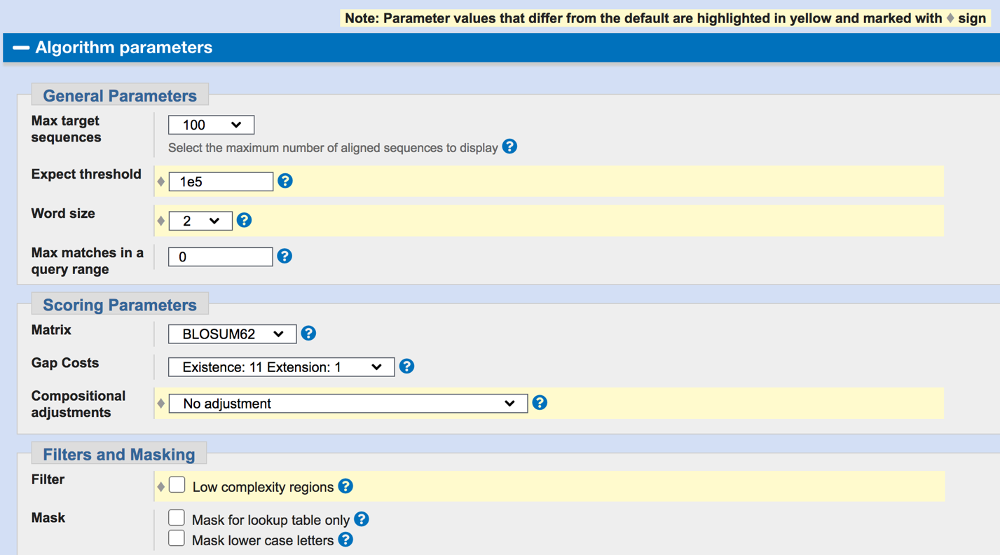 Note: Parameter values that differ from the default are highlighted in yellow and marked with ♦ sign
Algorithm parameters
General Parameters
Max target
sequences
100
Select the maximum number of aligned sequences to display ?
Expect threshold
♦ 1e5 ?
Word size
♦ 2 ?
Max matches in a
query range
0 ?
Scoring Parameters
Matrix
BLOSUM62 ?
Gap Costs
Existence: 11 Extension: 1 ?
Compositional
adjustments
♦ No adjustment ?
Filters and Masking
Filter
♦ Low complexity regions ?
Mask
Mask for lookup table only ?
Mask lower case letters ?